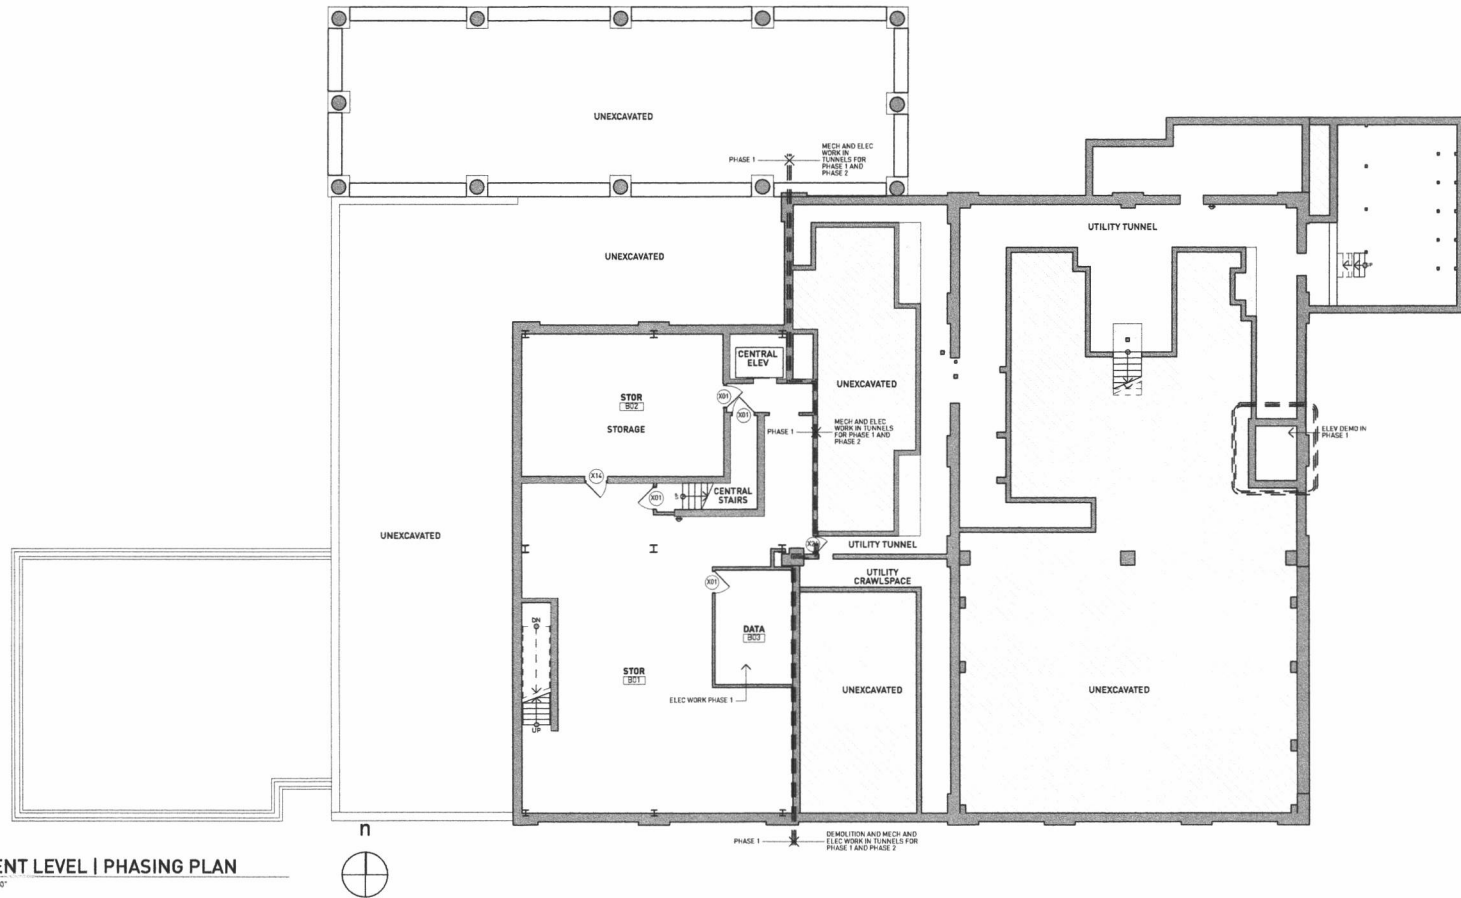 UNEXCAVATED
MECH AND ELEC
WORK IN
TUNNELS FOR
PHASE 1 AND
PHASE 2
PHASE 1
UTILITY TUNNEL
UNEXCAVATED
UP
CENTRAL
ELEV
UNEXCAVATED
STOR
B02
STORAGE
X01
X01
PHASE 1
MECH AND ELEC
WORK IN TUNNELS
FOR PHASE 1 AND
PHASE 2
ELEV DEMO IN
PHASE 1
X14
X01
CENTRAL
STAIRS
UNEXCAVATED
UTILITY TUNNEL
UTILITY
CRAWLSPACE
X01
DN
DATA
B03
STOR
B01
UNEXCAVATED
UNEXCAVATED
ELEC WORK PHASE 1
UP
n
PHASE 1
DEMOLITION AND MECH AND
ELEC WORK IN TUNNELS FOR
PHASE 1 AND PHASE 2
ENT LEVEL | PHASING PLAN